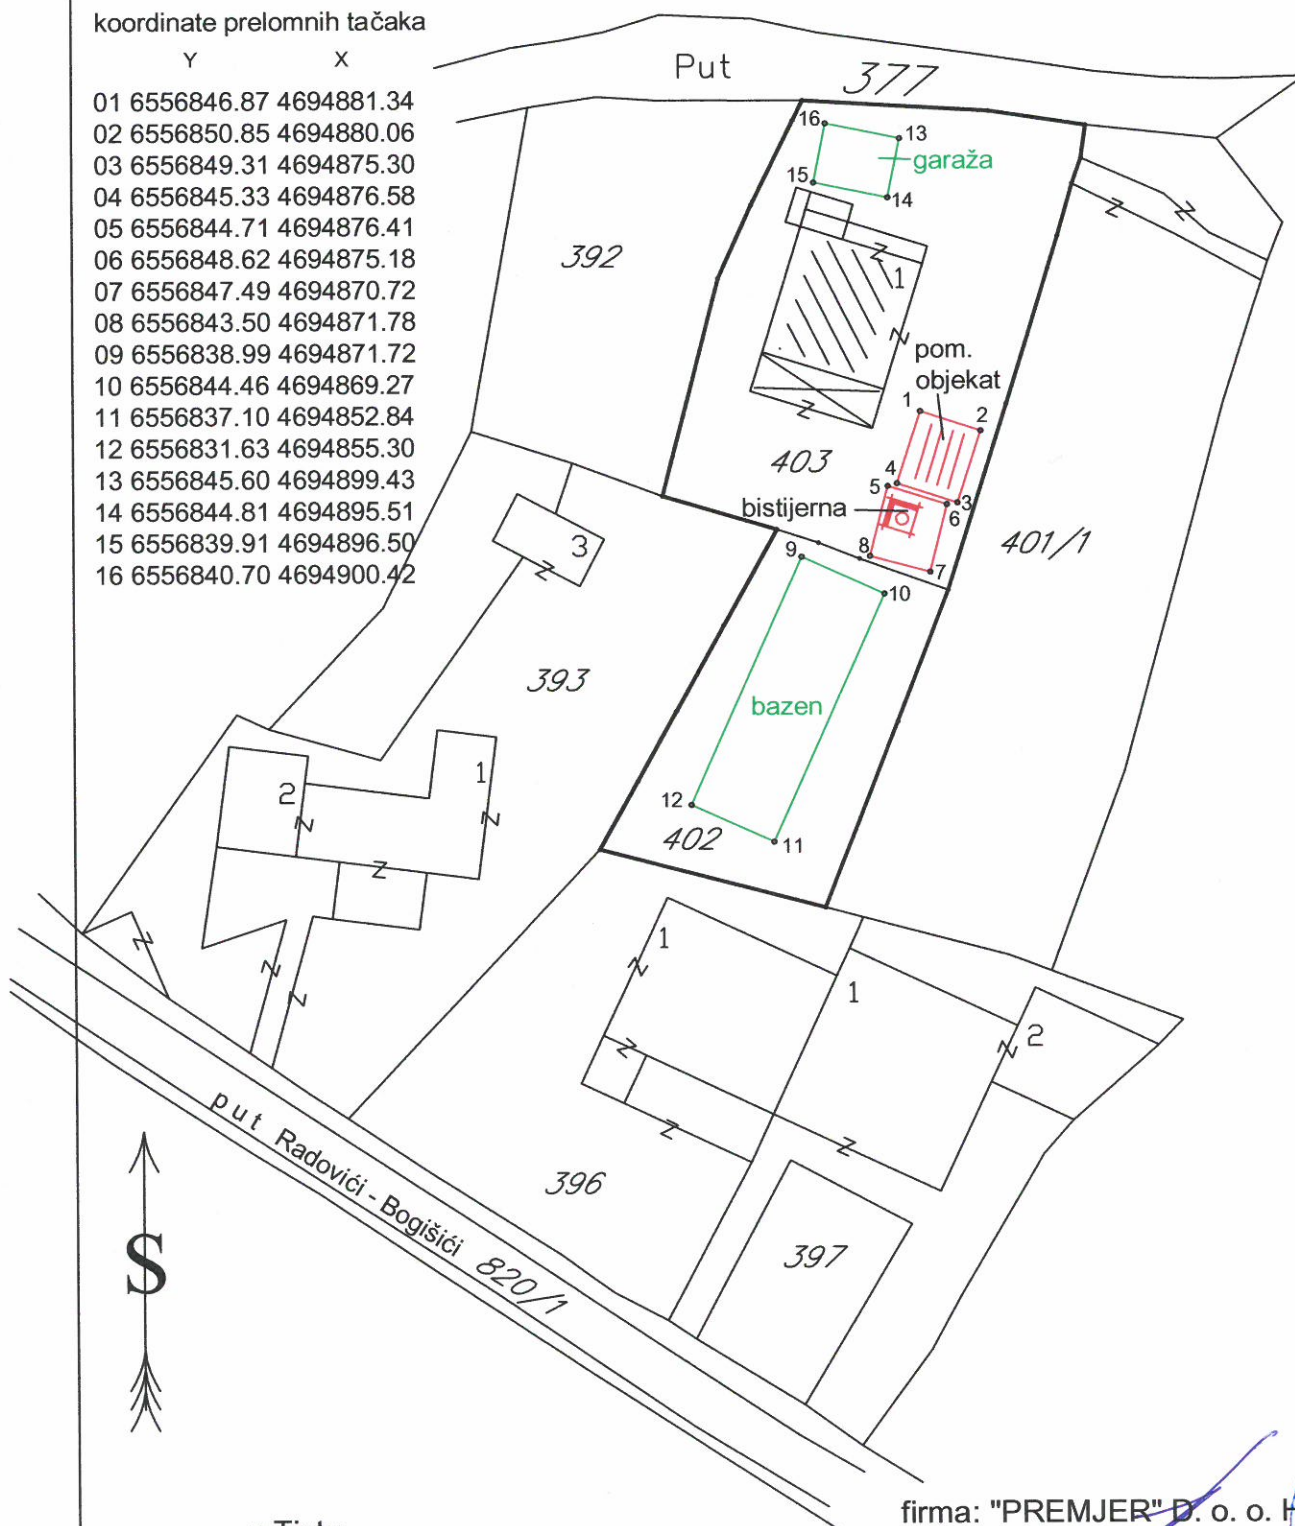 koordinate prelomnih tačaka
Y X
01 6556846.87 4694881.34
02 6556850.85 4694880.06
03 6556849.31 4694875.30
04 6556845.33 4694876.58
05 6556844.71 4694876.41
06 6556848.62 4694875.18
07 6556847.49 4694870.72
08 6556843.50 4694871.78
09 6556838.99 4694871.72
10 6556844.46 4694869.27
11 6556837.10 4694852.84
12 6556831.63 4694855.30
13 6556845.60 4694899.43
14 6556844.81 4694895.51
15 6556839.91 4694896.50
16 6556840.70 4694900.42
Put 377
16
13
garaža
15
14
392
1
pom.
objekat
1
2
403
4
5
3
6
bistijerna
401/1
8
7
9
10
3
393
bazen
1
2
12
402
11
1
1
2
put Radovići - Bogišići 820/1
396
397
S
firma: "PREMJER" D. o. o.